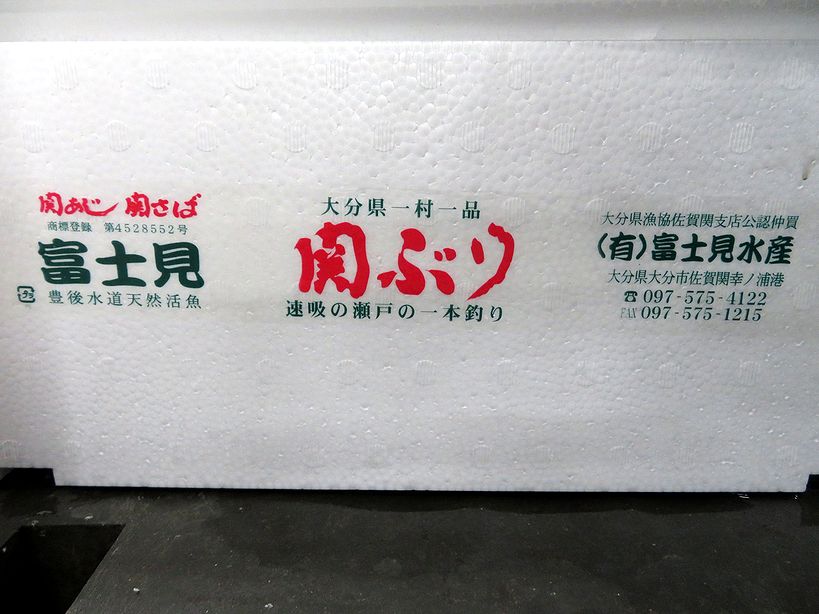 関あじ 関さば
商標登録 第4528552号
富士見
豊後水道天然活魚
大分県一村一品
関ぶり
速吸の瀬戸の一本釣り
大分県漁協佐賀関支店公認仲買
(有)富士見水産
大分県大分市佐賀関幸ノ浦港
☎ 097-575-4122
FAX 097-575-1215